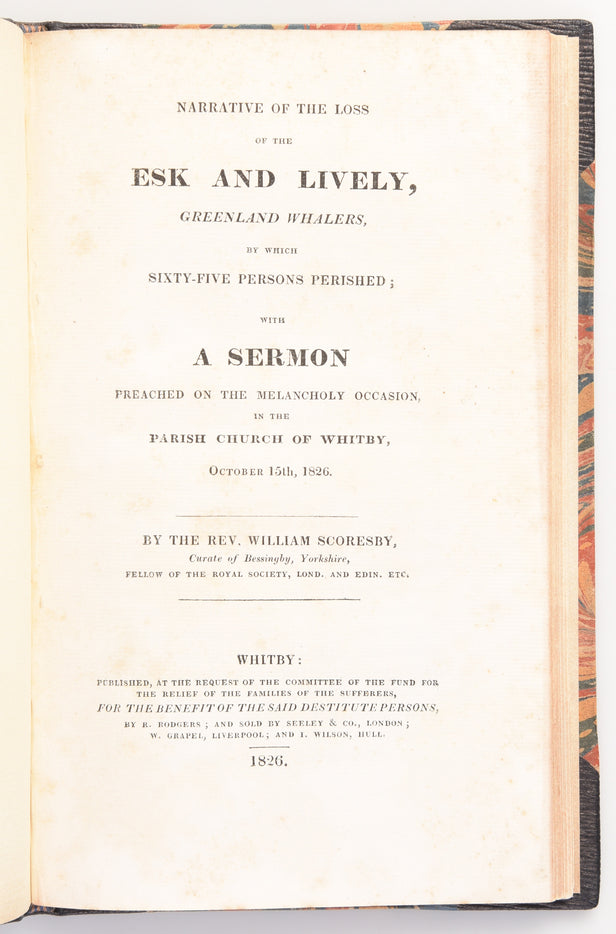 NARRATIVE OF THE LOSS
OF THE
ESK AND LIVELY,
GREENLAND WHALERS,
BY WHICH
SIXTY-FIVE PERSONS PERISHED;
WITH
A SERMON
PREACHED ON THE MELANCHOLY OCCASION,
IN THE
PARISH CHURCH OF WHITBY,
OCTOBER 15th, 1826.
BY THE REV. WILLIAM SCORESBY,
Curate of Bessingby, Yorkshire,
FELLOW OF THE ROYAL SOCIETY, LOND. AND EDIN. ETC.
WHITBY:
PUBLISHED, AT THE REQUEST OF THE COMMITTEE OF THE FUND FOR
THE RELIEF OF THE FAMILIES OF THE SUFFERERS,
FOR THE BENEFIT OF THE SAID DESTITUTE PERSONS,
BY R. RODGERS; AND SOLD BY SEELEY & CO., LONDON;
W. GRAPEL, LIVERPOOL; AND I. WILSON, HULL.
1826.